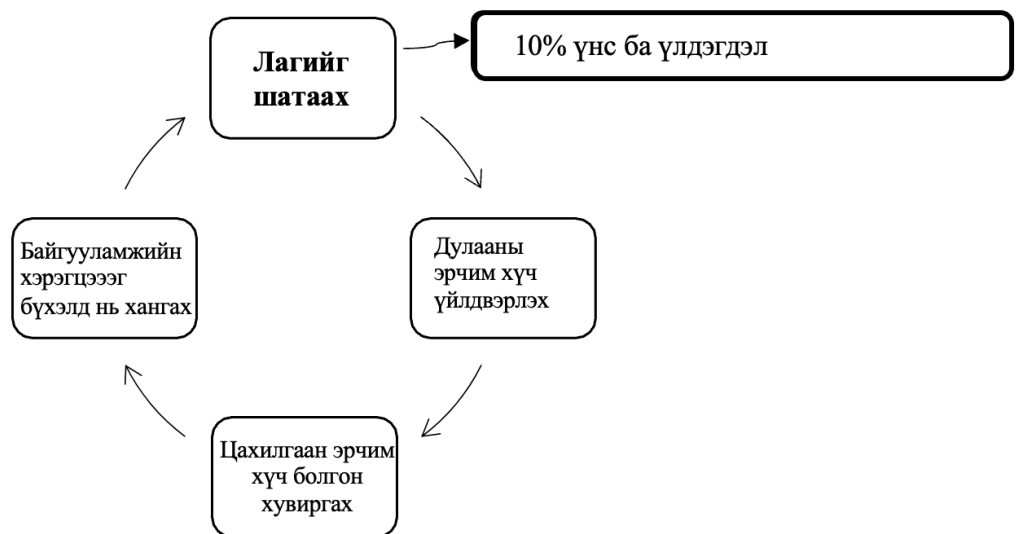 Лагийг
шатаах
10% үнс ба үлдэгдэл
Дулааны
эрчим хүч
үйлдвэрлэх
Цахилгаан эрчим
хүч болгон
хувиргах
Байгууламжийн
хэрэгцэээг
бүхэлд нь хангах